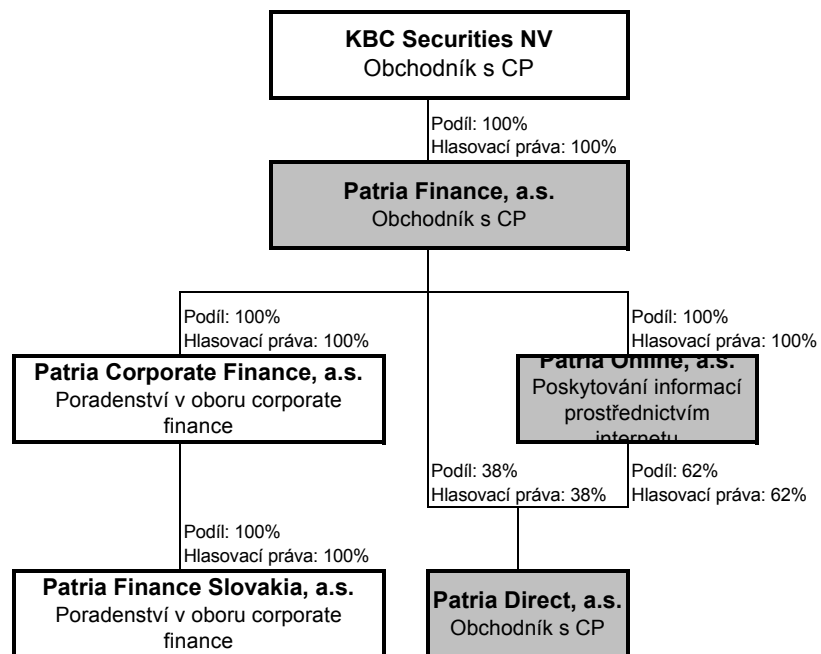 KBC Securities NV
Obchodník s CP
Podíl: 100%
Hlasovací práva: 100%
Patria Finance, a.s.
Obchodník s CP
Podíl: 100%
Hlasovací práva: 100%
Podíl: 100%
Hlasovací práva: 100%
Patria Corporate Finance, a.s.
Poradenství v oboru corporate
finance
Patria Online, a.s.
Poskytování informací
prostřednictvím
internetu
Podíl: 38%
Hlasovací práva: 38%
Podíl: 62%
Hlasovací práva: 62%
Podíl: 100%
Hlasovací práva: 100%
Patria Finance Slovakia, a.s.
Poradenství v oboru corporate
finance
Patria Direct, a.s.
Obchodník s CP